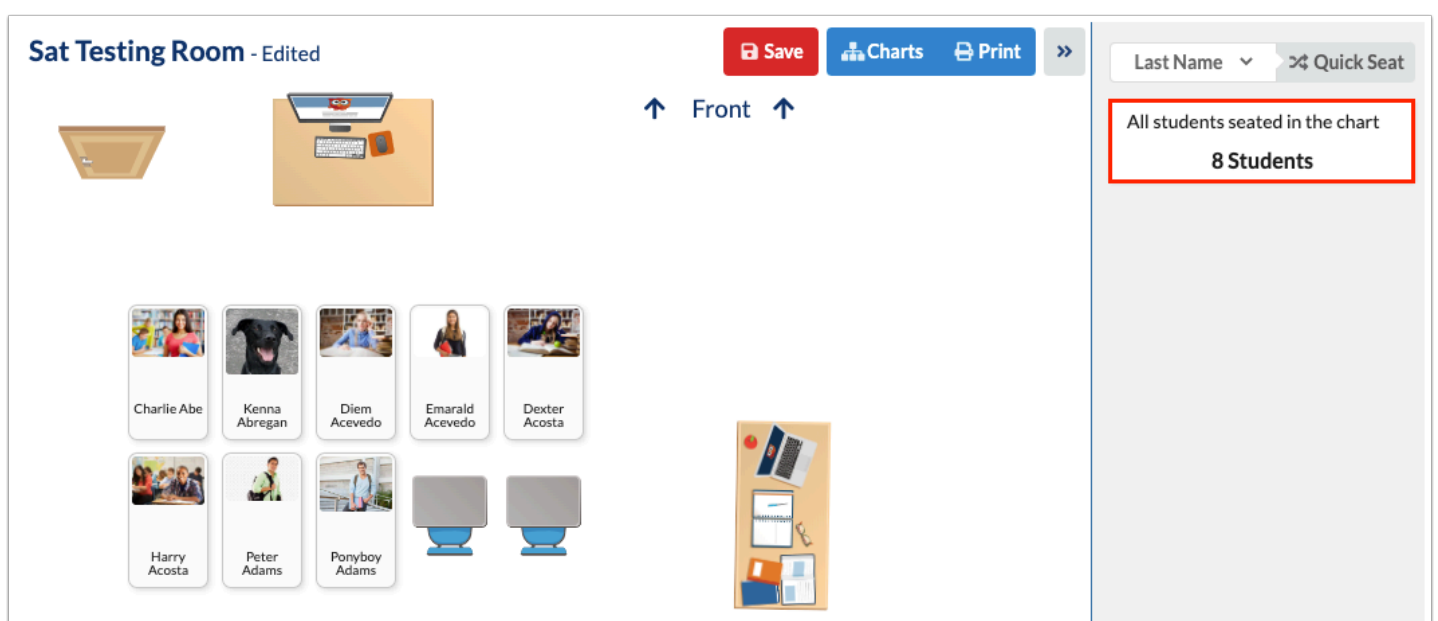 Sat Testing Room - Edited
Save
Charts
Print
»
Last Name
Quick Seat
↑ Front ↑
All students seated in the chart
8 Students
Charlie Abe
Kenna
Abregan
Diem
Acevedo
Emarald
Acevedo
Dexter
Acosta
Harry
Acosta
Peter
Adams
Ponyboy
Adams